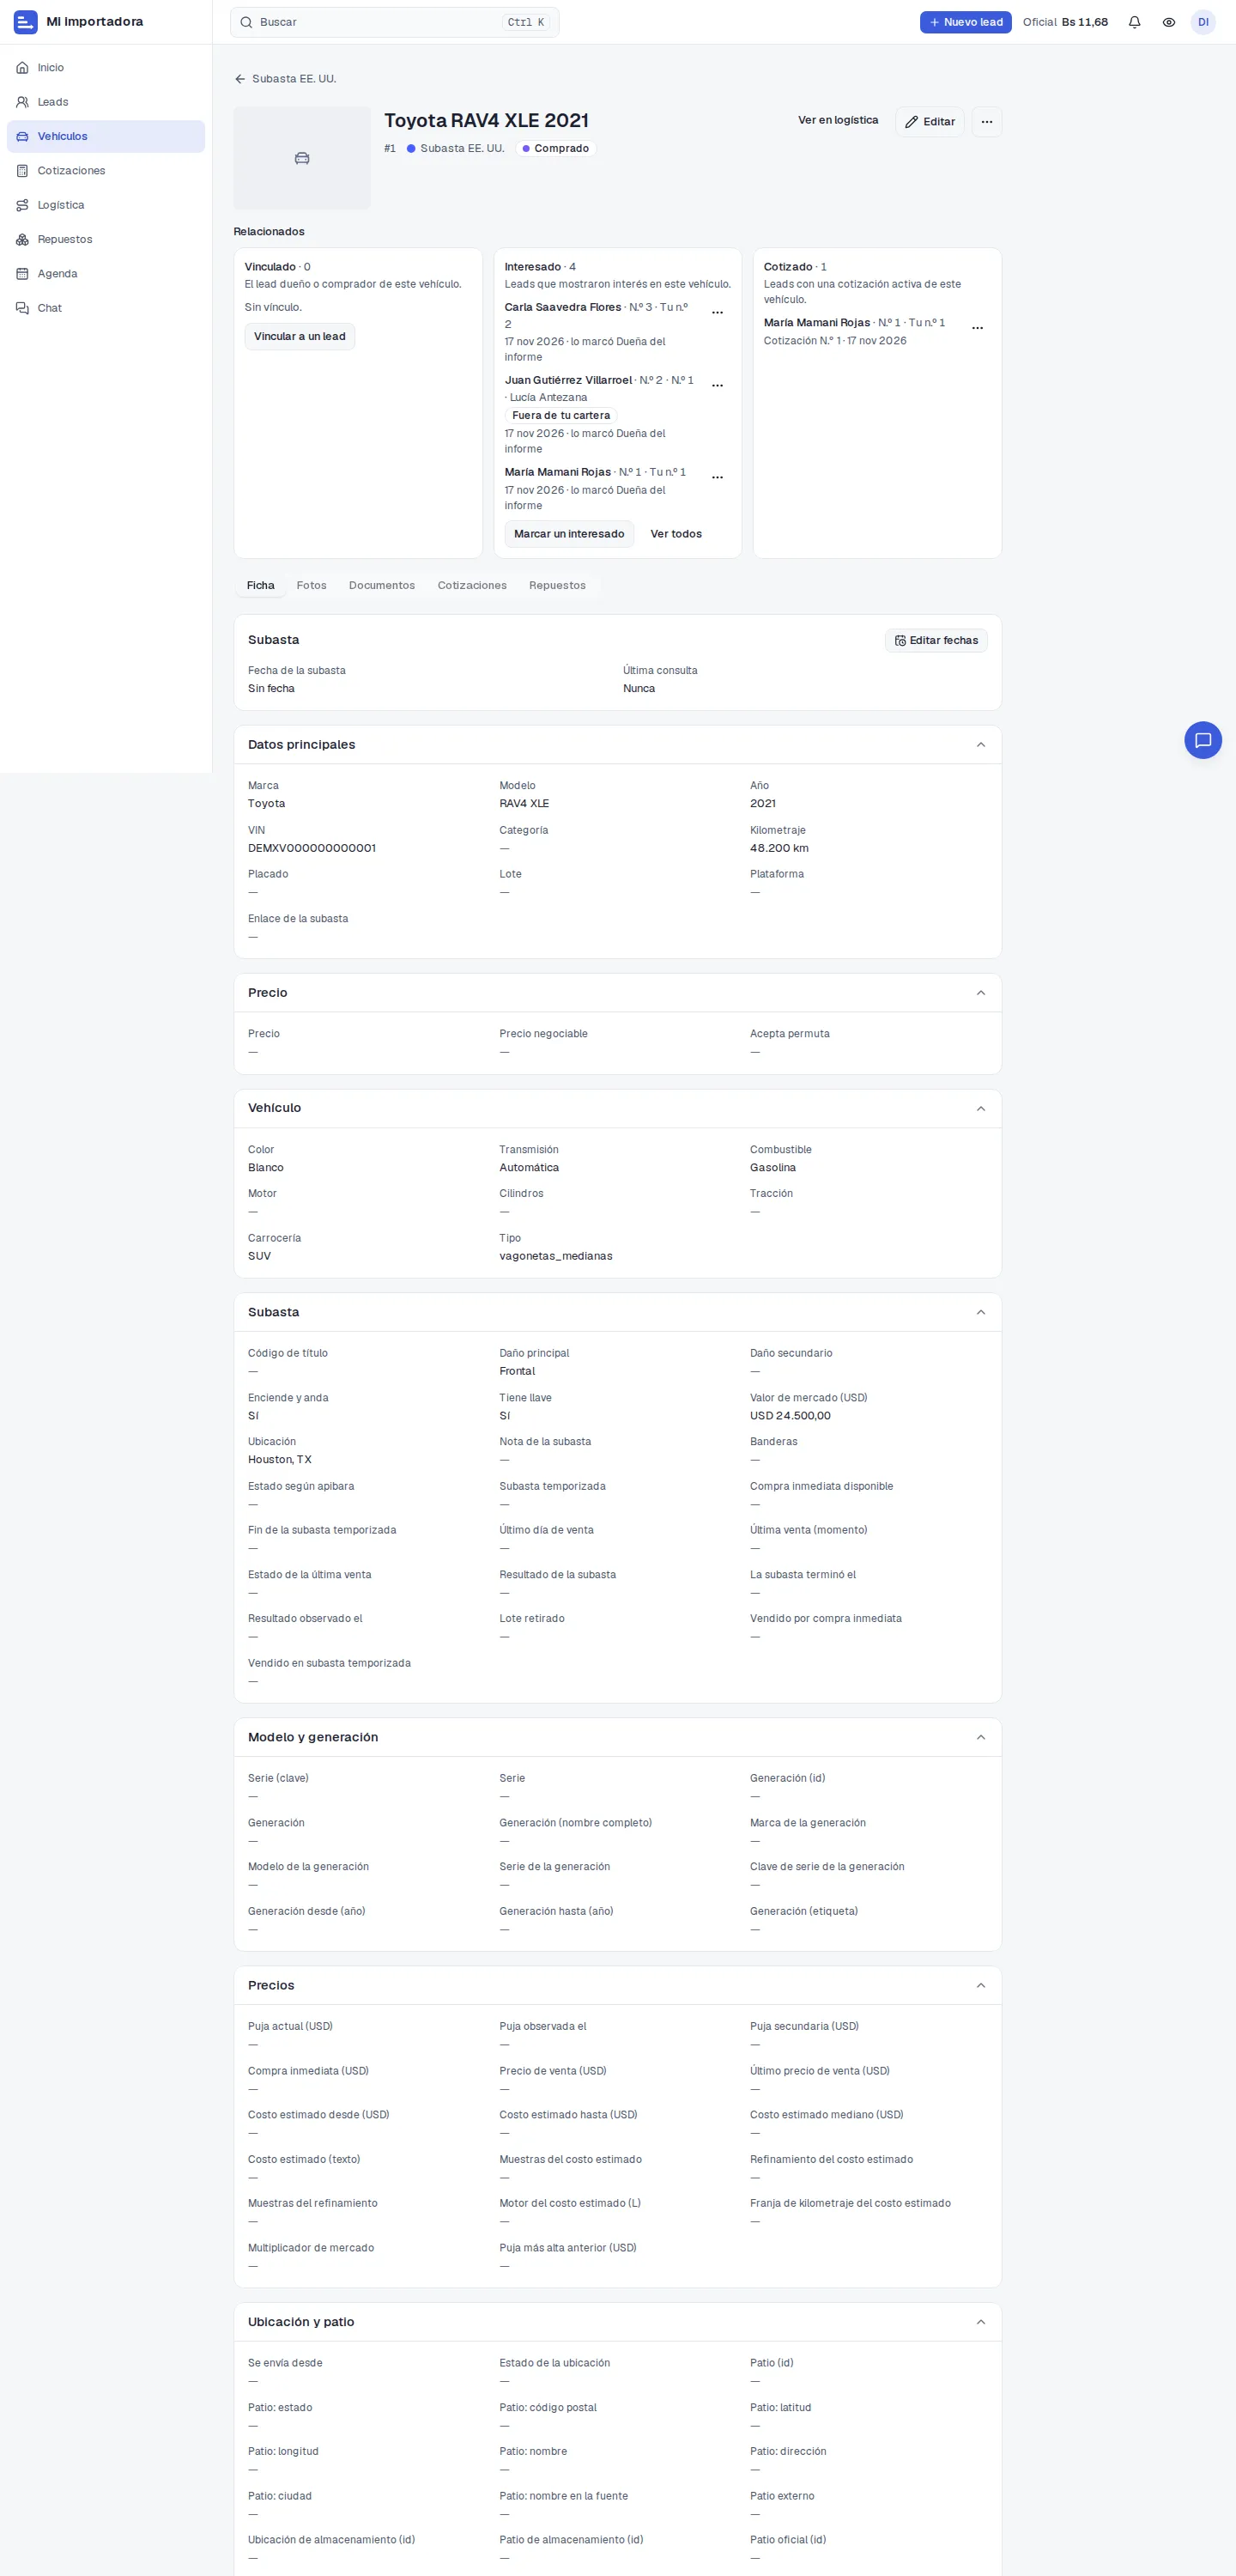 Mi importadora
Buscar
Ctrl K
Nuevo lead
Oficial Bs 11,68
DI
Inicio
Leads
Vehículos
Cotizaciones
Logística
Repuestos
Agenda
Chat
Subasta EE. UU.
Toyota RAV4 XLE 2021
#1 Subasta EE. UU. Comprado
Ver en logística
Editar
Relacionados
Vinculado · 0
El lead dueño o comprador de este vehículo.
Sin vínculo.
Vincular a un lead
Interesado · 4
Leads que mostraron interés en este vehículo.
Carla Saavedra Flores · N.º 3 · Tu n.º
2
17 nov 2026 · lo marcó Dueña del
informe
Juan Gutiérrez Villarroel · N.º 2 · N.º 1
· Lucía Antezana
Fuera de tu cartera
17 nov 2026 · lo marcó Dueña del
informe
María Mamani Rojas · N.º 1 · Tu n.º 1
17 nov 2026 · lo marcó Dueña del
informe
Marcar un interesado
Ver todos
Cotizado · 1
Leads con una cotización activa de este
vehículo.
María Mamani Rojas · N.º 1 · Tu n.º 1
Cotización N.º 1 · 17 nov 2026
Ficha
Fotos
Documentos
Cotizaciones
Repuestos
Subasta
Editar fechas
Fecha de la subasta
Sin fecha
Última consulta
Nunca
Datos principales
Marca
Toyota
Modelo
RAV4 XLE
Año
2021
VIN
DEMXV000000000001
Categoría
—
Kilometraje
48.200 km
Placado
—
Lote
—
Plataforma
—
Enlace de la subasta
—
Precio
Precio
—
Precio negociable
—
Acepta permuta
—
Vehículo
Color
Blanco
Transmisión
Automática
Combustible
Gasolina
Motor
—
Cilindros
—
Tracción
—
Carrocería
SUV
Tipo
vagonetas_medianas
Subasta
Código de título
—
Daño principal
Frontal
Daño secundario
—
Enciende y anda
Sí
Tiene llave
Sí
Valor de mercado (USD)
USD 24.500,00
Ubicación
Houston, TX
Nota de la subasta
—
Banderas
—
Estado según apibara
—
Subasta temporizada
—
Compra inmediata disponible
—
Fin de la subasta temporizada
—
Último día de venta
—
Última venta (momento)
—
Estado de la última venta
—
Resultado de la subasta
—
La subasta terminó el
—
Resultado observado el
—
Lote retirado
—
Vendido por compra inmediata
—
Vendido en subasta temporizada
—
Modelo y generación
Serie (clave)
—
Serie
—
Generación (id)
—
Generación
—
Generación (nombre completo)
—
Marca de la generación
—
Modelo de la generación
—
Serie de la generación
—
Clave de serie de la generación
—
Generación desde (año)
—
Generación hasta (año)
—
Generación (etiqueta)
—
Precios
Puja actual (USD)
—
Puja observada el
—
Puja secundaria (USD)
—
Compra inmediata (USD)
—
Precio de venta (USD)
—
Último precio de venta (USD)
—
Costo estimado desde (USD)
—
Costo estimado hasta (USD)
—
Costo estimado mediano (USD)
—
Costo estimado (texto)
—
Muestras del costo estimado
—
Refinamiento del costo estimado
—
Muestras del refinamiento
—
Motor del costo estimado (L)
—
Franja de kilometraje del costo estimado
—
Multiplicador de mercado
—
Puja más alta anterior (USD)
—
Ubicación y patio
Se envía desde
—
Estado de la ubicación
—
Patio (id)
—
Patio: estado
—
Patio: código postal
—
Patio: latitud
—
Patio: longitud
—
Patio: nombre
—
Patio: dirección
—
Patio: ciudad
—
Patio: nombre en la fuente
—
Patio externo
—
Ubicación de almacenamiento (id)
—
Patio de almacenamiento (id)
—
Patio oficial (id)
—